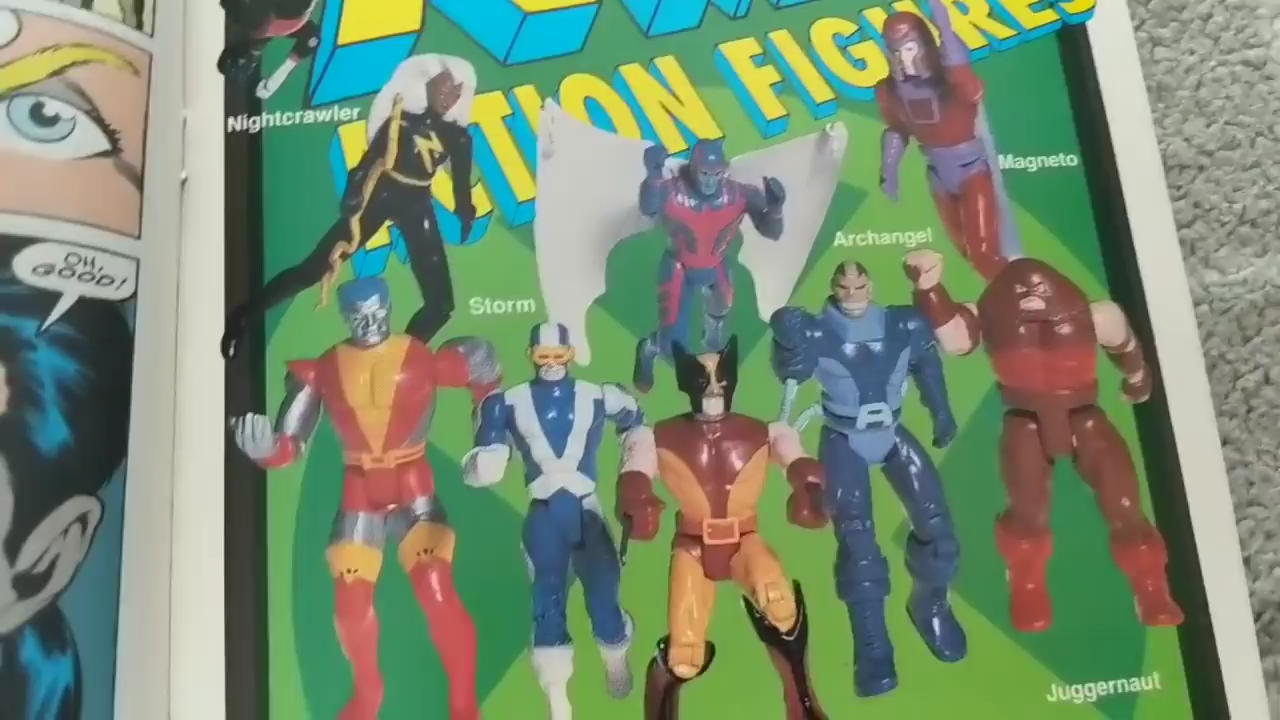 ACTION FIGURES
Nightcrawler
Magneto
Archangel
Storm
OH,
GOOD!
Juggernaut